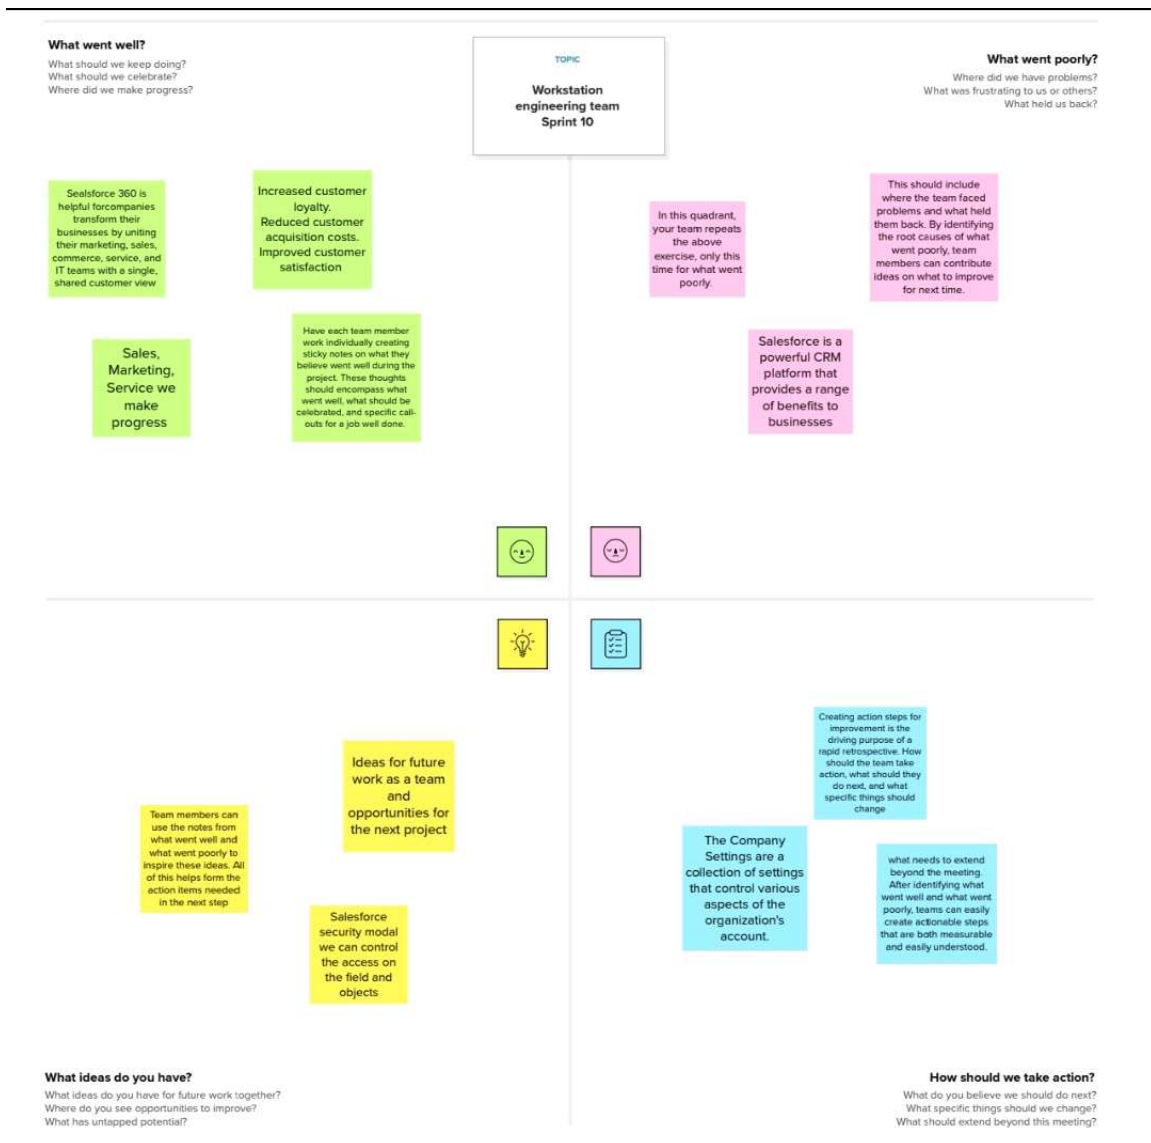 What went well?
What should we keep doing?
What should we celebrate?
Where did we make progress?
TOPIC
Workstation
engineering team
Sprint 10
What went poorly?
Where did we have problems?
What was frustrating to us or others?
What held us back?
Sealsforce 360 is
helpful forcompanies
transform their
businesses by uniting
their marketing, sales,
commerce, service, and
IT teams with a single,
shared customer view
Increased customer
loyalty.
Reduced customer
acquisition costs.
Improved customer
satisfaction
Sales,
Marketing,
Service we
make
progress
Have each team member
work individually creating
sticky notes on what they
believe went well during the
project. These thoughts
should encompass what
went well, what should be
celebrated, and specific call-
outs for a job well done.
In this quadrant,
your team repeats
the above
exercise, only this
time for what went
poorly.
This should include
where the team faced
problems and what held
them back. By identifying
the root causes of what
went poorly, team
members can contribute
ideas on what to improve
for next time.
Salesforce is a
powerful CRM
platform that
provides a range
of benefits to
businesses
Ideas for future
work as a team
and
opportunities for
the next project
Team members can
use the notes from
what went well and
what went poorly to
inspire these ideas. All
of this helps form the
action items needed
in the next step
Salesforce
security modal
we can control
the access on
the field and
objects
Creating action steps for
improvement is the
driving purpose of a
rapid retrospective. How
should the team take
action, what should they
do next, and what
specific things should
change
The Company
Settings are a
collection of settings
that control various
aspects of the
organization's
account.
what needs to extend
beyond the meeting.
After identifying what
went well and what went
poorly, teams can easily
create actionable steps
that are both measurable
and easily understood.
What ideas do you have?
What ideas do you have for future work together?
Where do you see opportunities to improve?
What has untapped potential?
How should we take action?
What do you believe we should do next?
What specific things should we change?
What should extend beyond this meeting?